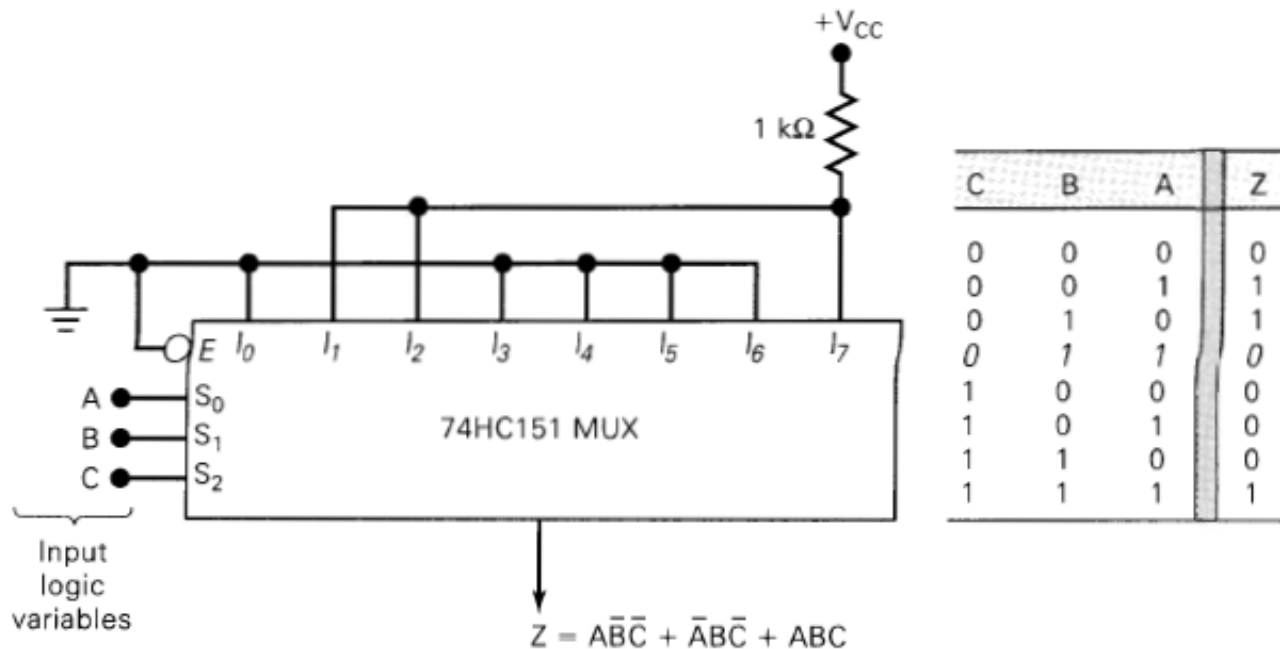 +V_CC
1 kΩ
E I₀ I₁ I₂ I₃ I₄ I₅ I₆ I₇
A S₀
B S₁
C S₂
74HC151 MUX
Input
logic
variables
Z = AB̅C̅ + A̅BC̅ + ABC
C B A Z
0 0 0 0
0 0 1 1
0 1 0 1
0 1 1 0
1 0 0 0
1 0 1 0
1 1 0 0
1 1 1 1